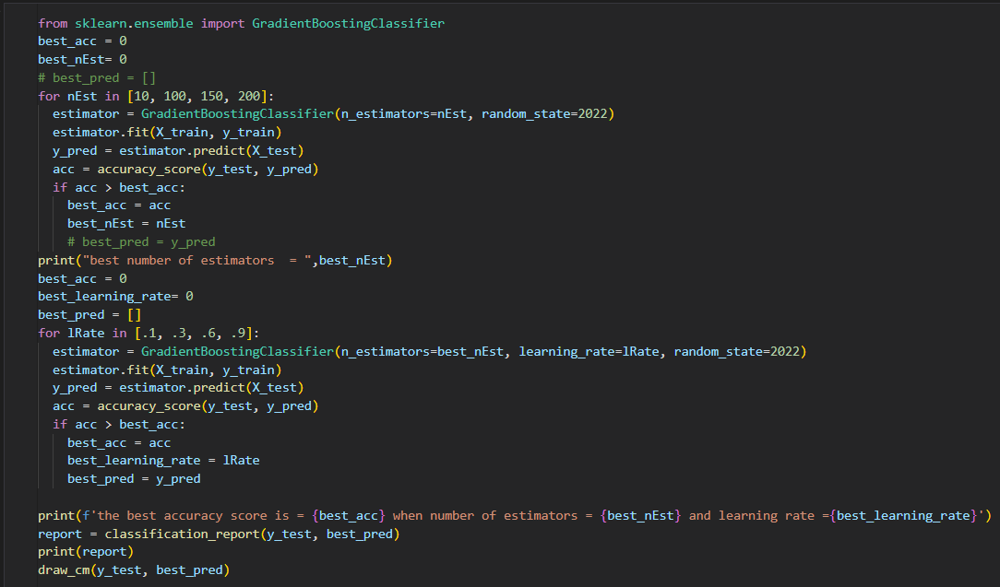 from sklearn.ensemble import GradientBoostingClassifier
best_acc = 0
best_nEst= 0
# best_pred = []
for nEst in [10, 100, 150, 200]:
  estimator = GradientBoostingClassifier(n_estimators=nEst, random_state=2022)
  estimator.fit(X_train, y_train)
  y_pred = estimator.predict(X_test)
  acc = accuracy_score(y_test, y_pred)
  if acc > best_acc:
    best_acc = acc
    best_nEst = nEst
    # best_pred = y_pred
print("best number of estimators  = ",best_nEst)
best_acc = 0
best_learning_rate= 0
best_pred = []
for lRate in [.1, .3, .6, .9]:
  estimator = GradientBoostingClassifier(n_estimators=best_nEst, learning_rate=lRate, random_state=2022)
  estimator.fit(X_train, y_train)
  y_pred = estimator.predict(X_test)
  acc = accuracy_score(y_test, y_pred)
  if acc > best_acc:
    best_acc = acc
    best_learning_rate = lRate
    best_pred = y_pred

print(f'the best accuracy score is = {best_acc} when number of estimators = {best_nEst} and learning rate ={best_learning_rate}')
report = classification_report(y_test, best_pred)
print(report)
draw_cm(y_test, best_pred)